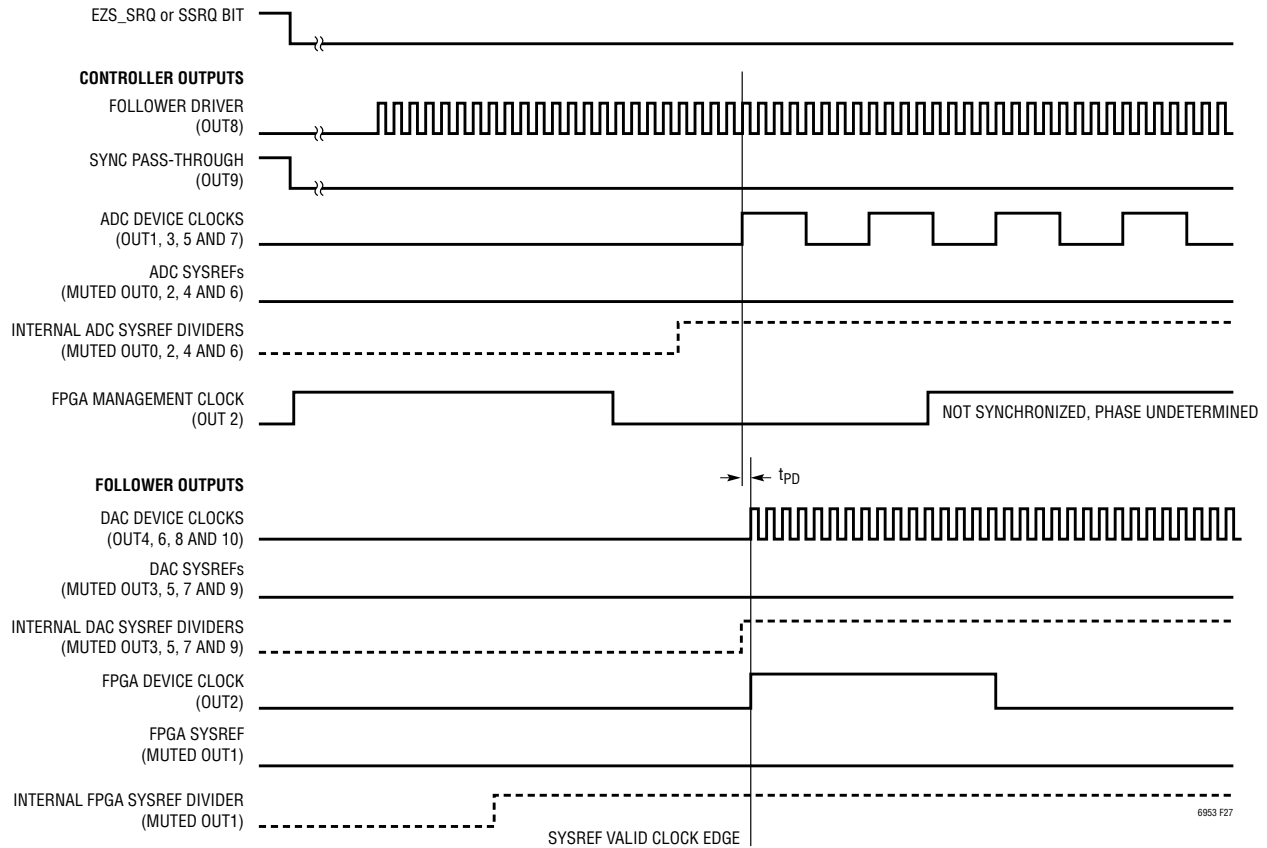 EZS_SRQ or SSRQ BIT
CONTROLLER OUTPUTS
FOLLOWER DRIVER
(OUT8)
SYNC PASS-THROUGH
(OUT9)
ADC DEVICE CLOCKS
(OUT1, 3, 5 AND 7)
ADC SYSREFs
(MUTED OUT0, 2, 4 AND 6)
INTERNAL ADC SYSREF DIVIDERS
(MUTED OUT0, 2, 4 AND 6)
FPGA MANAGEMENT CLOCK
(OUT 2)
NOT SYNCHRONIZED, PHASE UNDETERMINED
tPD
FOLLOWER OUTPUTS
DAC DEVICE CLOCKS
(OUT4, 6, 8 AND 10)
DAC SYSREFs
(MUTED OUT3, 5, 7 AND 9)
INTERNAL DAC SYSREF DIVIDERS
(MUTED OUT3, 5, 7 AND 9)
FPGA DEVICE CLOCK
(OUT2)
FPGA SYSREF
(MUTED OUT1)
INTERNAL FPGA SYSREF DIVIDER
(MUTED OUT1)
6953 F27
SYSREF VALID CLOCK EDGE